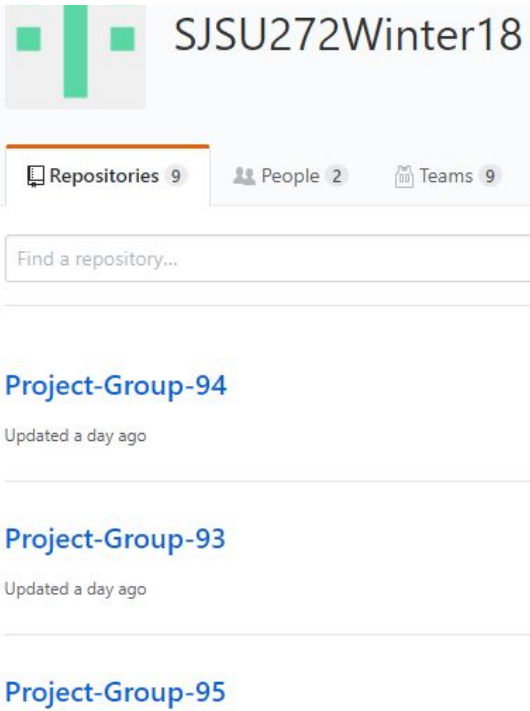 SJSU272Winter18
Repositories 9 People 2 Teams 9
Find a repository...
Project-Group-94
Updated a day ago
Project-Group-93
Updated a day ago
Project-Group-95